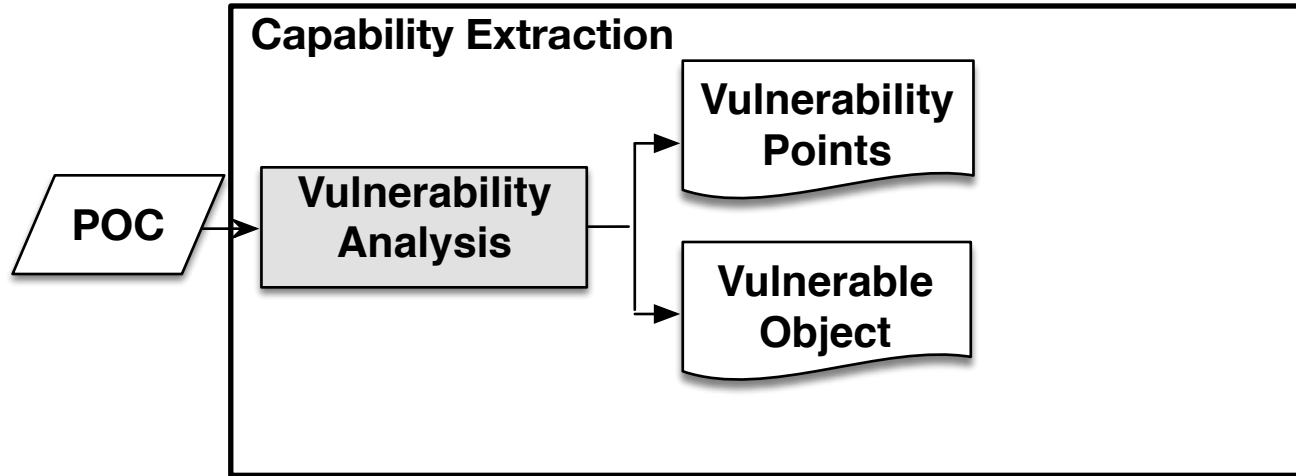 Capability Extraction
POC
Vulnerability
Analysis
Vulnerability
Points
Vulnerable
Object